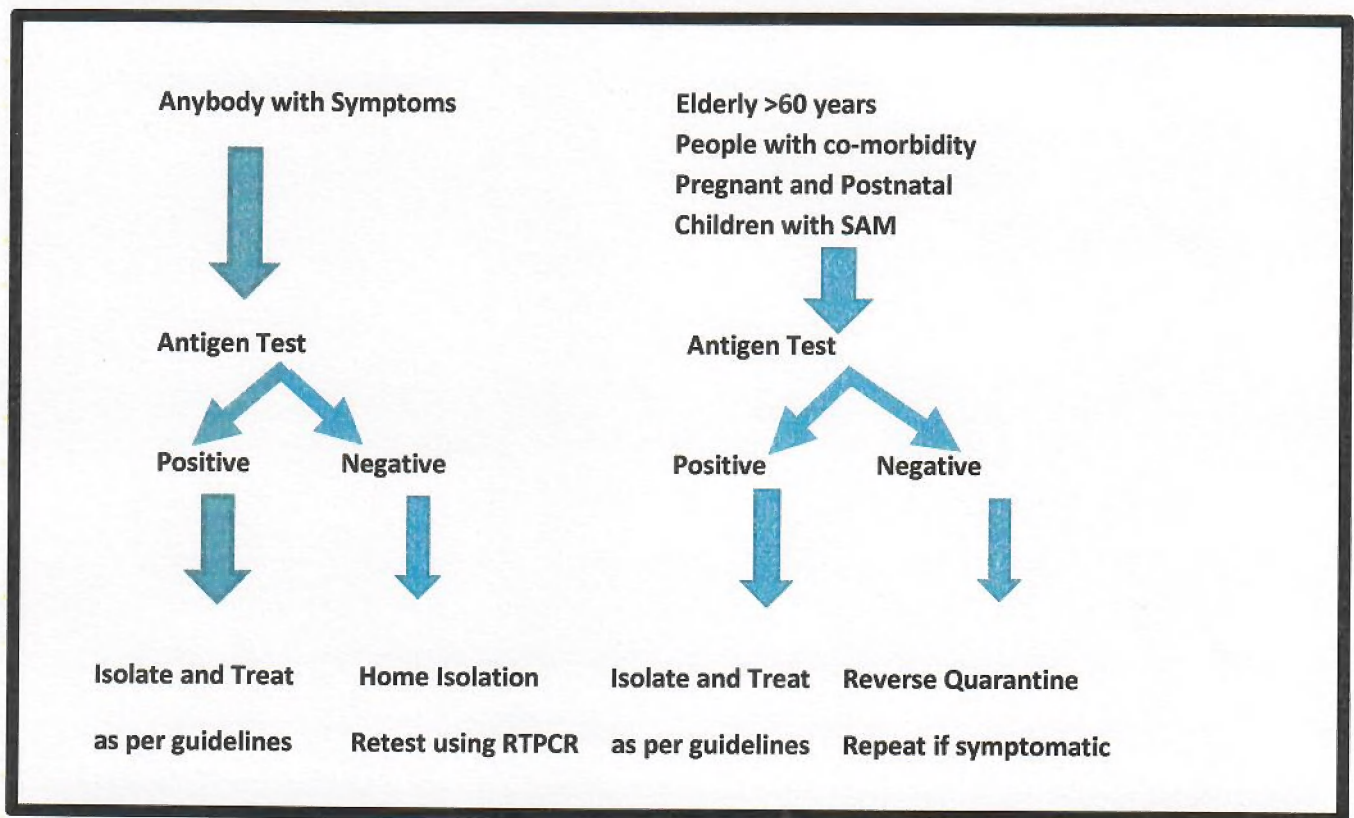 Anybody with Symptoms
Antigen Test
Positive
Negative
Isolate and Treat
as per guidelines
Home Isolation
Retest using RTPCR
Elderly >60 years
People with co-morbidity
Pregnant and Postnatal
Children with SAM
Antigen Test
Positive
Negative
Isolate and Treat
as per guidelines
Reverse Quarantine
Repeat if symptomatic